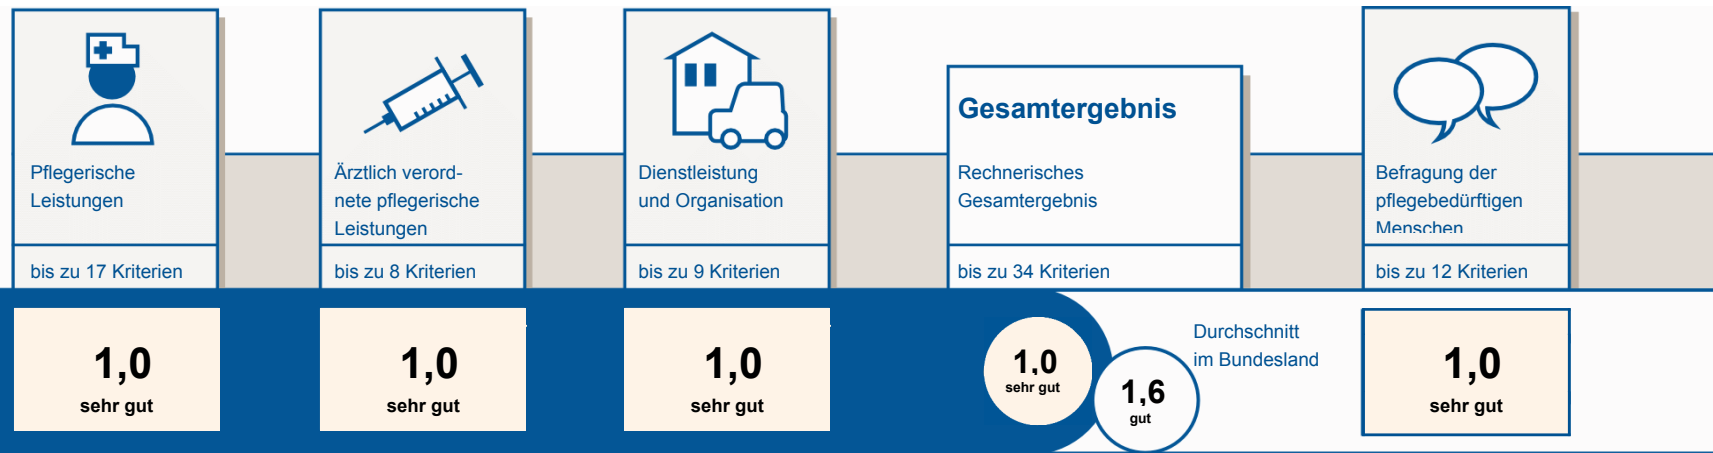 Pflegerische
Leistungen
bis zu 17 Kriterien
1,0
sehr gut
Ärztlich verord-
nete pflegerische
Leistungen
bis zu 8 Kriterien
1,0
sehr gut
Dienstleistung
und Organisation
bis zu 9 Kriterien
1,0
sehr gut
Gesamtergebnis
Rechnerisches
Gesamtergebnis
bis zu 34 Kriterien
1,0
sehr gut
1,6
gut
Durchschnitt
im Bundesland
Befragung der
pflegebedürftigen
Menschen
bis zu 12 Kriterien
1,0
sehr gut